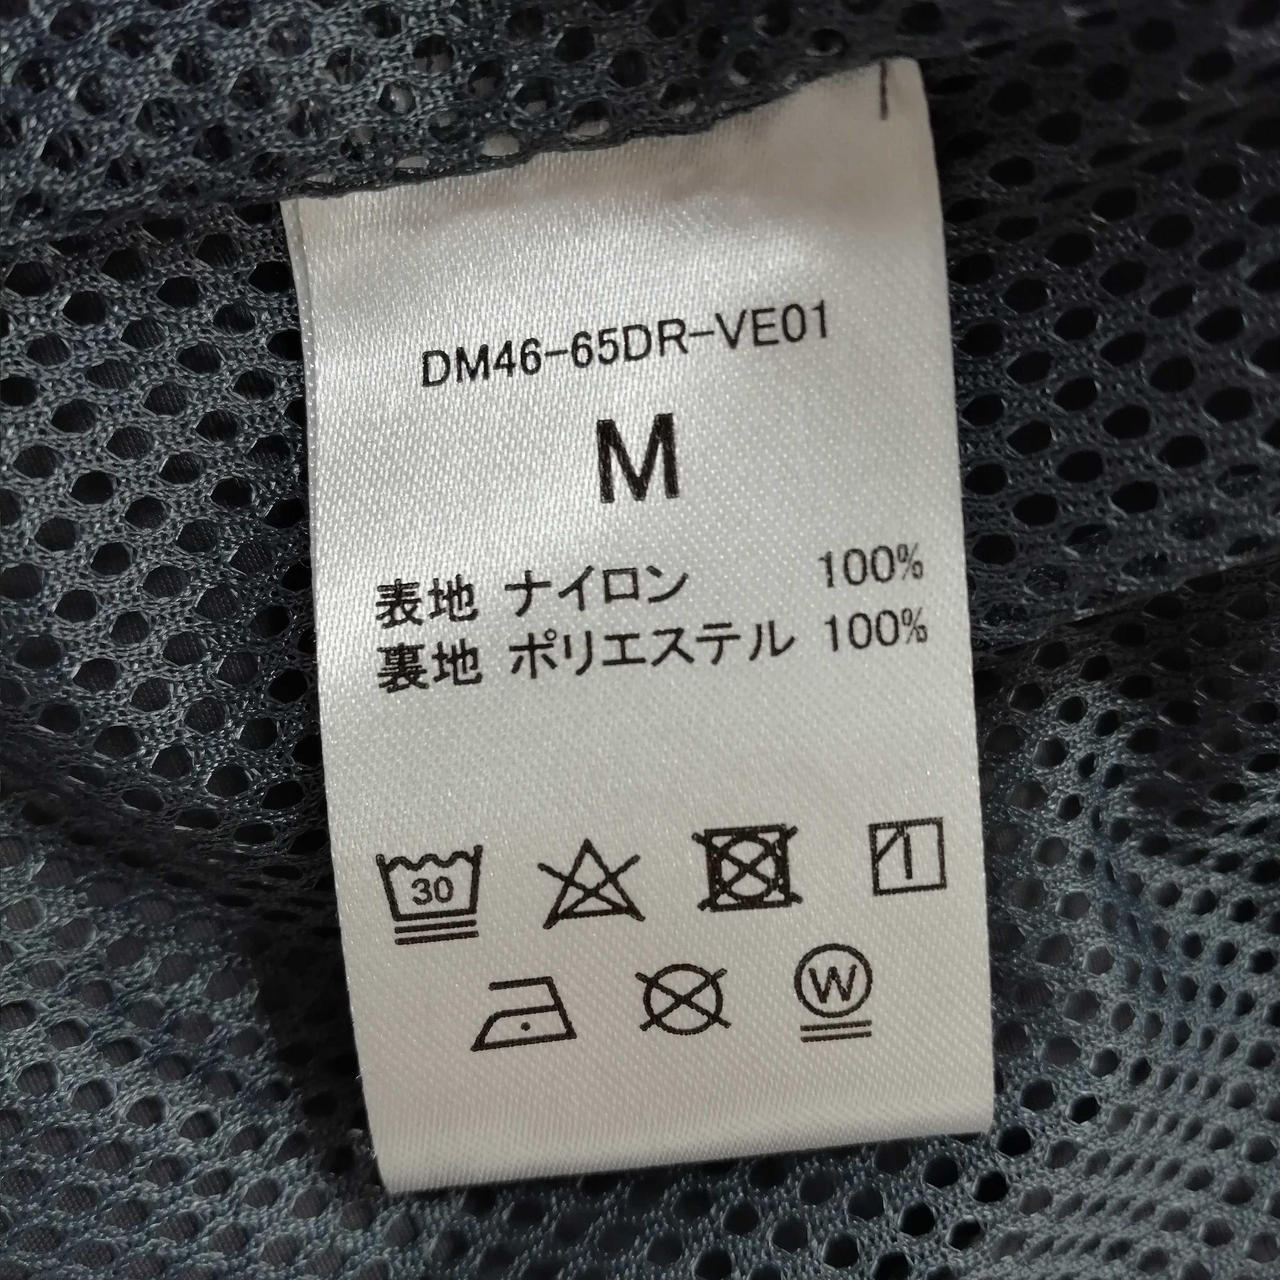 DM46-65DR-VE01
M
表地 ナイロン 100%
裏地 ポリエステル 100%
30
W